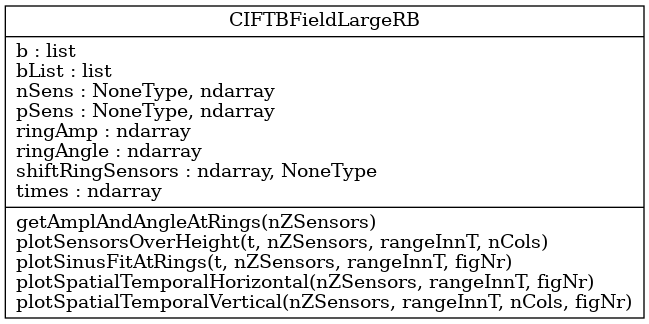 CIFTBFieldLargeRB
b : list
bList : list
nSens : NoneType, ndarray
pSens : NoneType, ndarray
ringAmp : ndarray
ringAngle : ndarray
shiftRingSensors : ndarray, NoneType
times : ndarray
getAmplAndAngleAtRings(nZSensors)
plotSensorsOverHeight(t, nZSensors, rangeInnT, nCols)
plotSinusFitAtRings(t, nZSensors, rangeInnT, figNr)
plotSpatialTemporalHorizontal(nZSensors, rangeInnT, figNr)
plotSpatialTemporalVertical(nZSensors, rangeInnT, nCols, figNr)